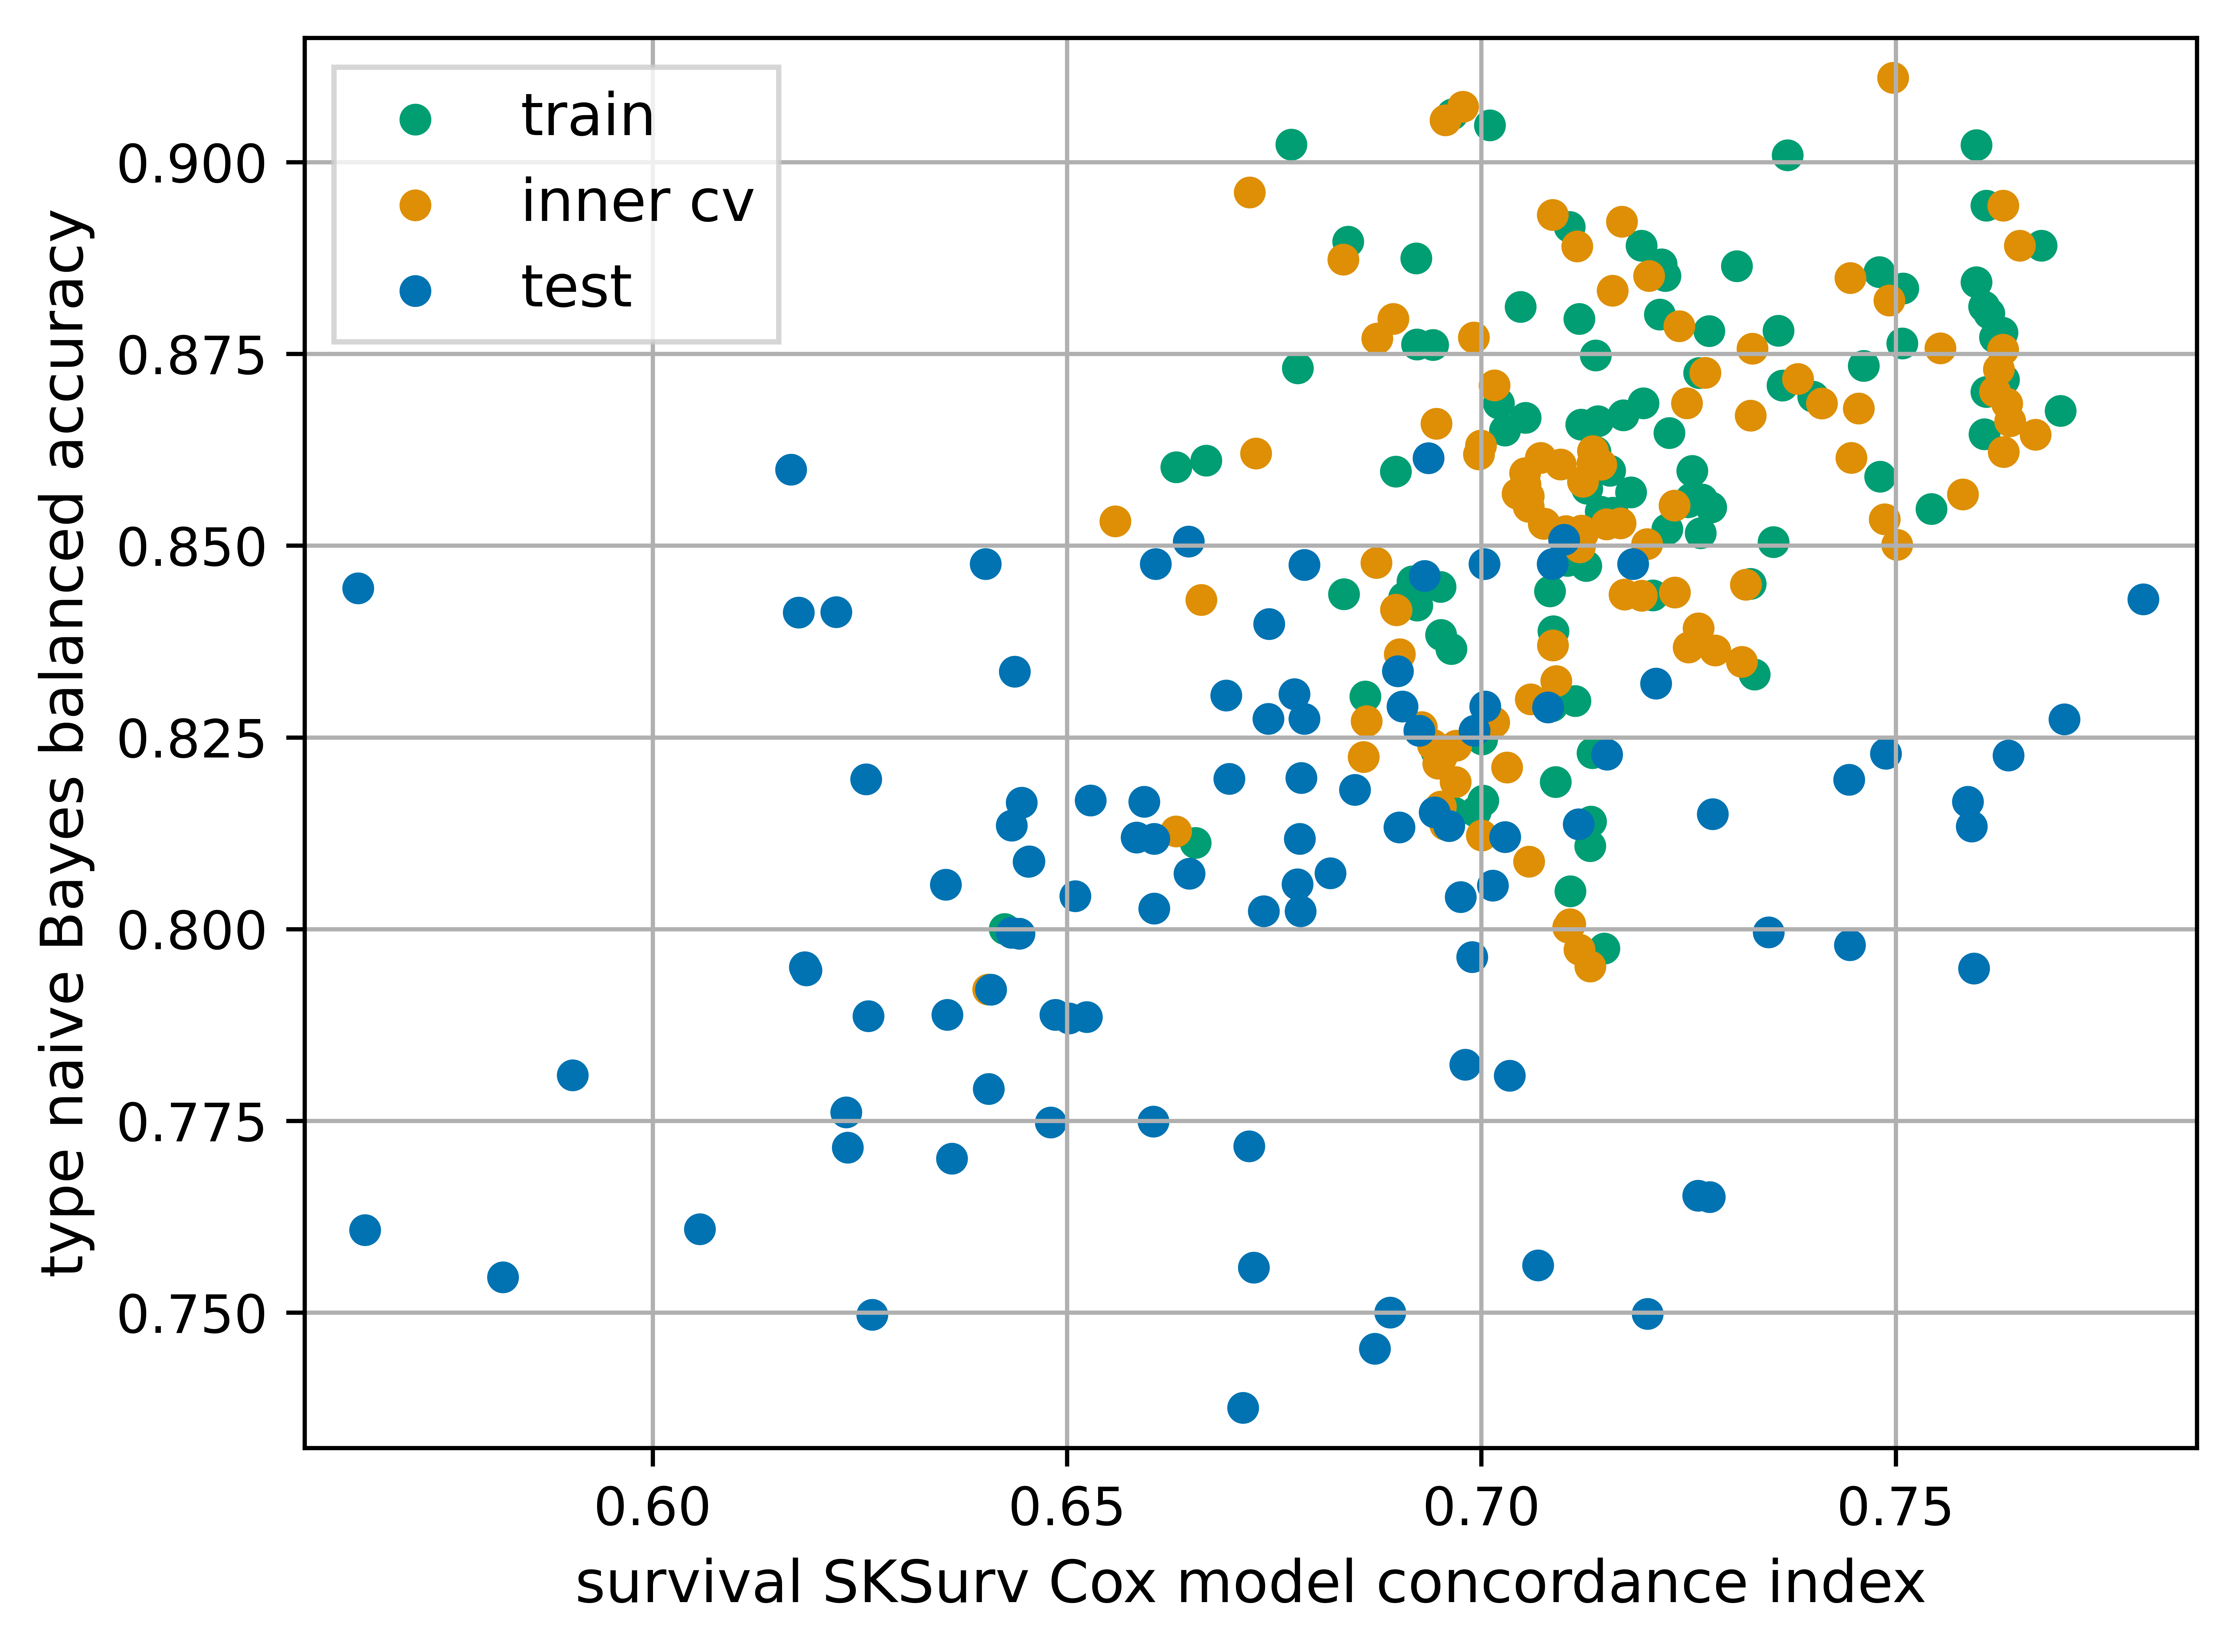 train
inner cv
test
type naive Bayes balanced accuracy
0.900
0.875
0.850
0.825
0.800
0.775
0.750
0.60
0.65
0.70
0.75
survival SKSurv Cox model concordance index